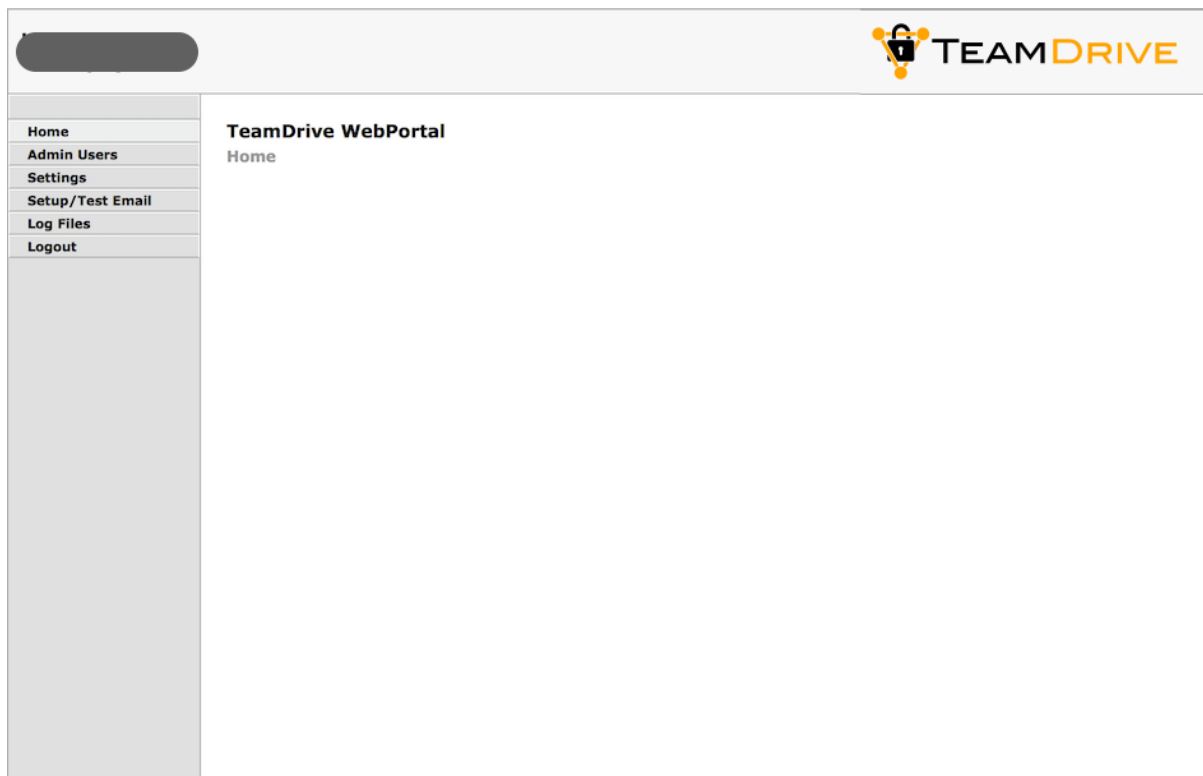 TEAMDRIVE
Home
Admin Users
Settings
Setup/Test Email
Log Files
Logout
TeamDrive WebPortal
Home